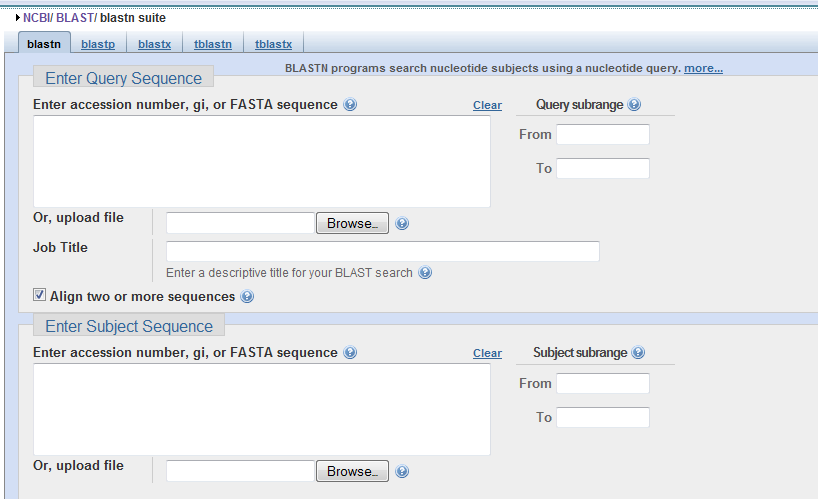 NCBI/ BLAST/ blastn suite
blastn blastp blastx tblastn tblastx
BLASTN programs search nucleotide subjects using a nucleotide query. more...
Enter Query Sequence
Enter accession number, gi, or FASTA sequence Clear Query subrange
From
To
Or, upload file Browse..
Job Title
Enter a descriptive title for your BLAST search
Align two or more sequences
Enter Subject Sequence
Enter accession number, gi, or FASTA sequence Clear Subject subrange
From
To
Or, upload file Browse..